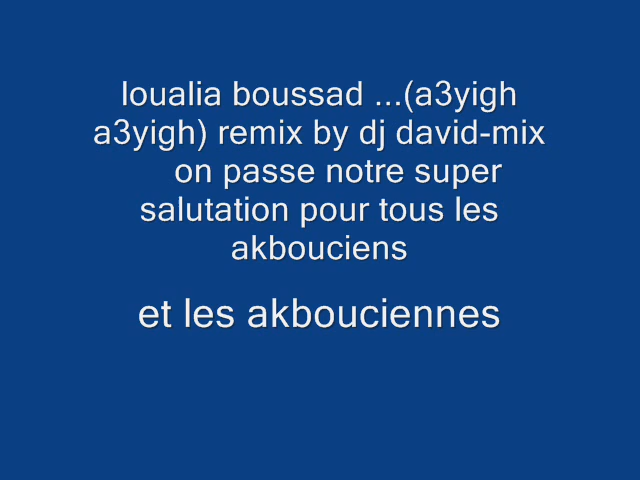 loualia boussad ...(a3yigh
a3yigh) remix by dj david-mix
on passe notre super
salutation pour tous les
akbouciens
et les akbouciennes